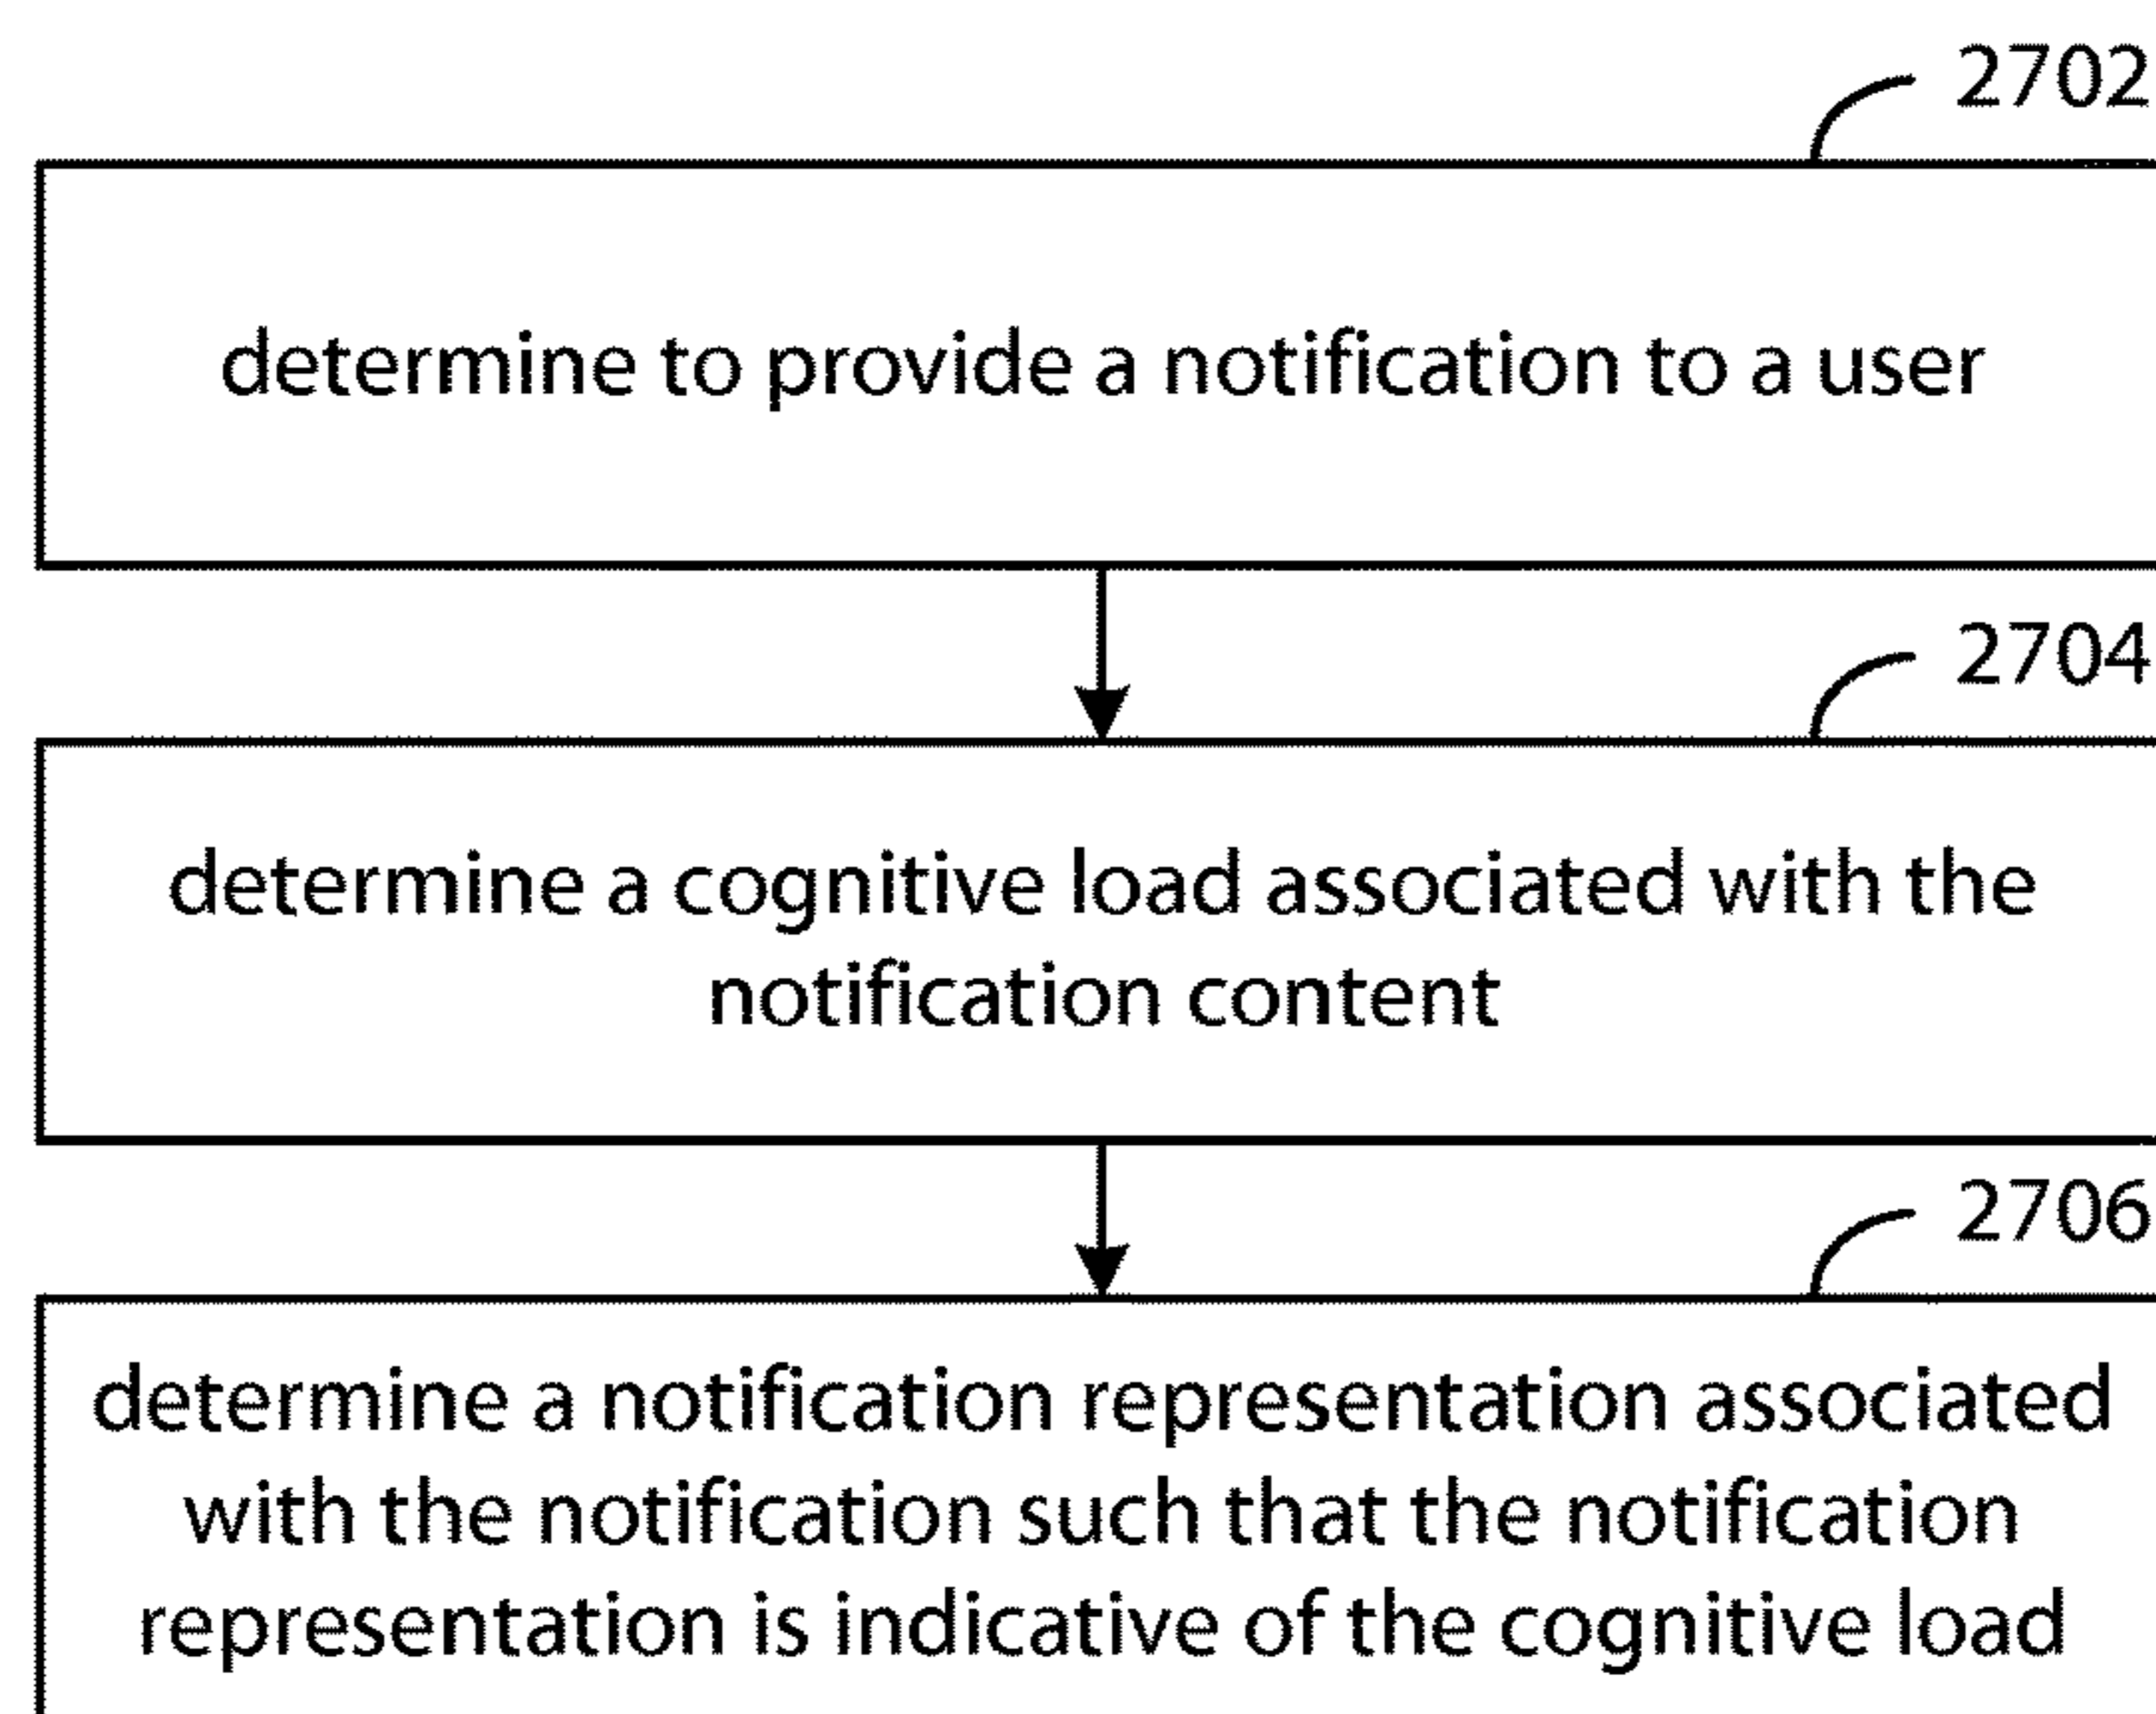 2702
determine to provide a notification to a user
2704
determine a cognitive load associated with the
notification content
2706
determine a notification representation associated
with the notification such that the notification
representation is indicative of the cognitive load